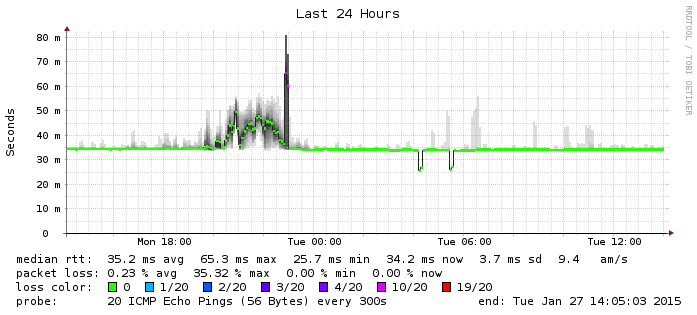 Last 24 Hours
RRDTOOL / TOBI OETIKER
Seconds
80 m
70 m
60 m
50 m
40 m
30 m
20 m
10 m
0
Mon 18:00 Tue 00:00 Tue 06:00 Tue 12:00
median rtt: 35.2 ms avg 65.3 ms max 25.7 ms min 34.2 ms now 3.7 ms sd 9.4 am/s
packet loss: 0.23 % avg 35.32 % max 0.00 % min 0.00 % now
loss color: 0 1/20 2/20 3/20 4/20 10/20 19/20
probe: 20 ICMP Echo Pings (56 Bytes) every 300s end: Tue Jan 27 14:05:03 2015